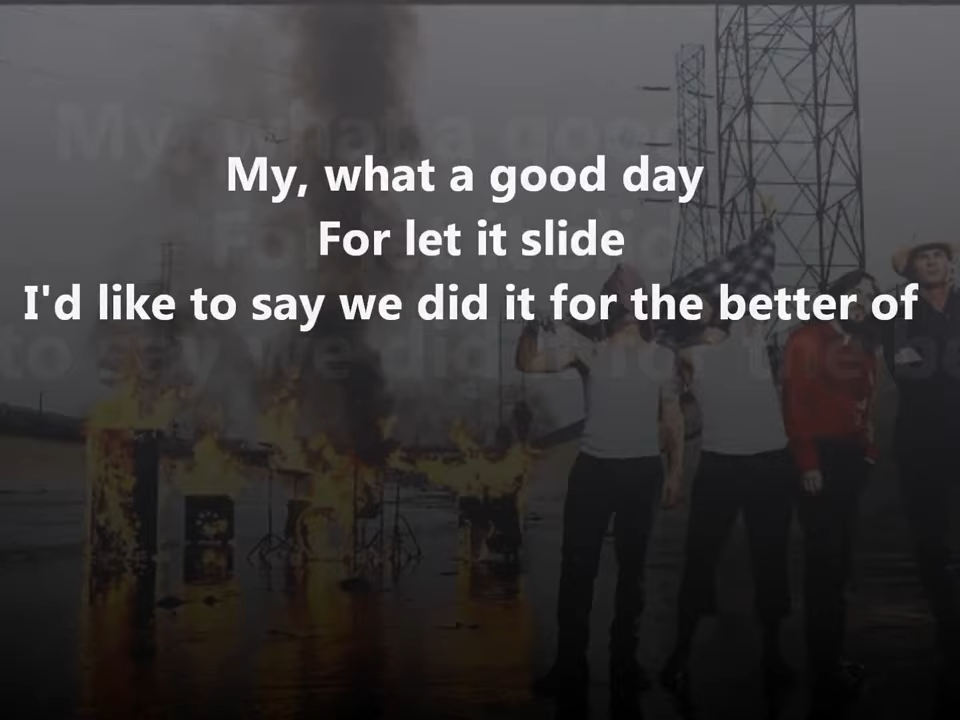 My, what a good day
For let it slide
I'd like to say we did it for the better of